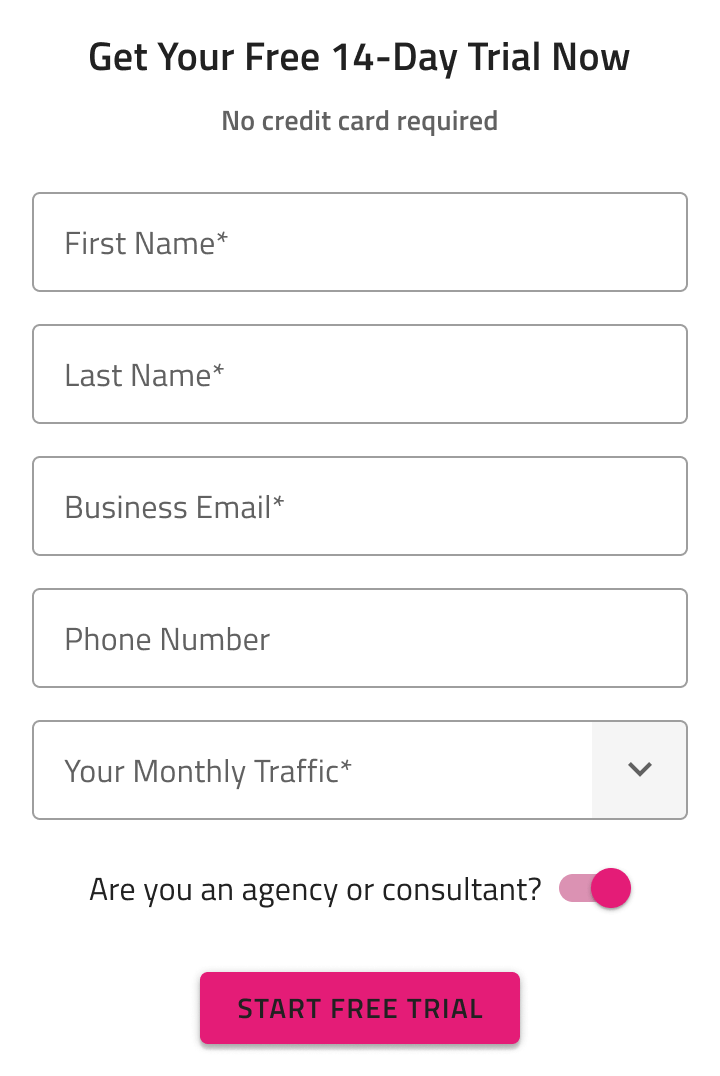 Get Your Free 14-Day Trial Now
No credit card required
First Name*
Last Name*
Business Email*
Phone Number
Your Monthly Traffic*
Are you an agency or consultant?
START FREE TRIAL